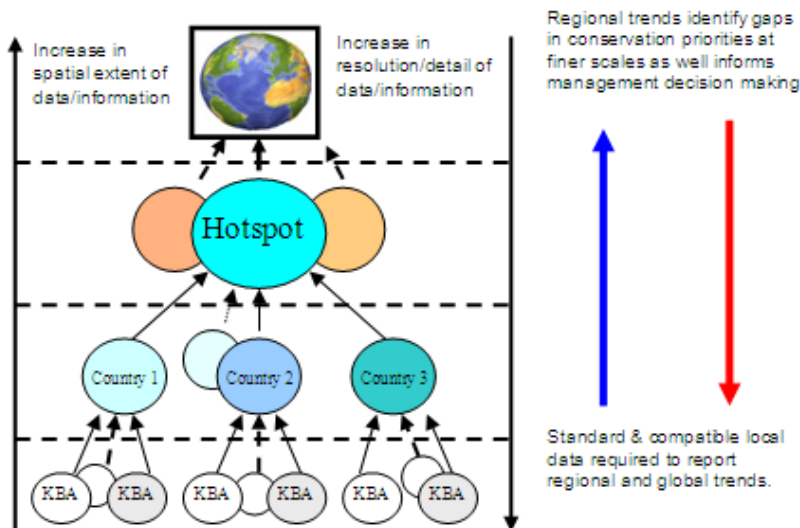 Increase in
spatial extent of
data/information
Increase in
resolution/detail of
data/information
Regional trends identify gaps
in conservation priorities at
finer scales as well informs
management decision making
Hotspot
Country 1
Country 2
Country 3
Standard & compatible local
data required to report
regional and global trends.
KBA
KBA
KBA
KBA
KBA
KBA